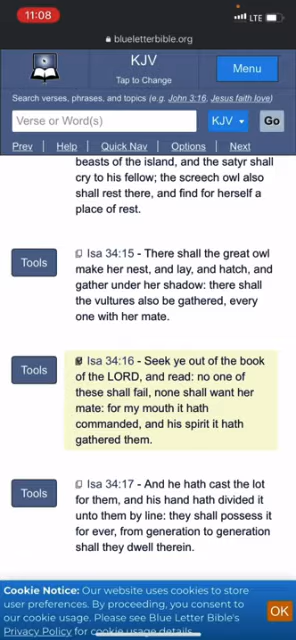 11:08
LTE
blueletterbible.org
KJV
Tap to Change
Menu
Search verses, phrases, and topics (e.g. John 3:16, Jesus faith love)
Verse or Word(s)
KJV
Go
Prev | Help | Quick Nav | Options | Next
beasts of the island, and the satyr shall
cry to his fellow; the screech owl also
shall rest there, and find for herself a
place of rest.
Tools
Isa 34:15 - There shall the great owl
make her nest, and lay, and hatch, and
gather under her shadow: there shall
the vultures also be gathered, every
one with her mate.
Tools
Isa 34:16 - Seek ye out of the book
of the LORD, and read: no one of
these shall fail, none shall want her
mate: for my mouth it hath
commanded, and his spirit it hath
gathered them.
Tools
Isa 34:17 - And he hath cast the lot
for them, and his hand hath divided it
unto them by line: they shall possess it
for ever, from generation to generation
shall they dwell therein.
Cookie Notice: Our website uses cookies to store
user preferences. By proceeding, you consent to
our cookie usage. Please see Blue Letter Bible's
Privacy Policy for cookie usage details.
OK